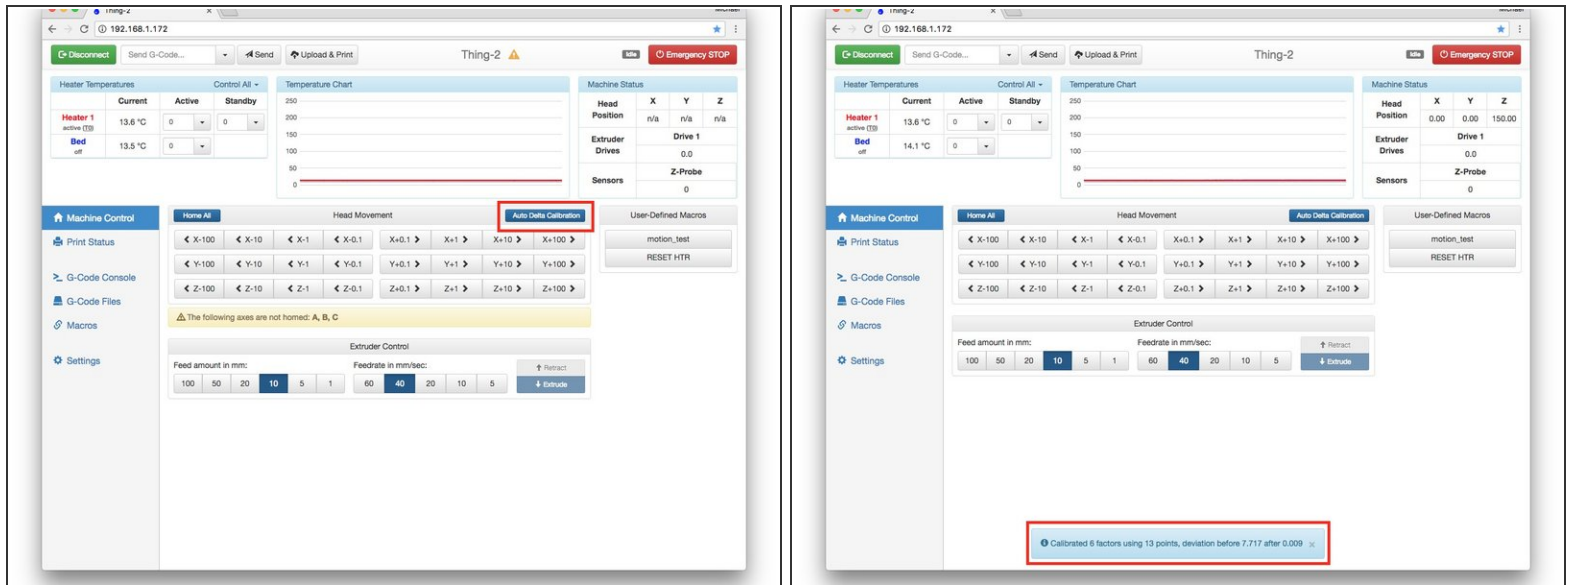 Thing-2
192.168.1.172
Disconnect Send G-Code... Send Upload & Print Thing-2 Idle Emergency STOP
Heater Temperatures Control All Temperature Chart Machine Status
Current Active Standby
Heater 1 active (T0) 13.6 °C 0 0
Bed off 13.5 °C 0
250
200
150
100
50
0
Head Position X Y Z
n/a n/a n/a
Extruder Drives Drive 1
0.0
Sensors Z-Probe
0
Machine Control
Print Status
G-Code Console
G-Code Files
Macros
Settings
Home All Head Movement Auto Delta Calibration
X-100 X-10 X-1 X-0.1 X+0.1 X+1 X+10 X+100
Y-100 Y-10 Y-1 Y-0.1 Y+0.1 Y+1 Y+10 Y+100
Z-100 Z-10 Z-1 Z-0.1 Z+0.1 Z+1 Z+10 Z+100
User-Defined Macros
motion_test
RESET HTR
The following axes are not homed: A, B, C
Extruder Control
Feed amount in mm: Feedrate in mm/sec:
100 50 20 10 5 1 60 40 20 10 5
Retract
Extrude
Thing-2
192.168.1.172
Disconnect Send G-Code... Send Upload & Print Thing-2 Idle Emergency STOP
Heater Temperatures Control All Temperature Chart Machine Status
Current Active Standby
Heater 1 active (T0) 13.6 °C 0 0
Bed off 14.1 °C 0
250
200
150
100
50
0
Head Position X Y Z
0.00 0.00 150.00
Extruder Drives Drive 1
0.0
Sensors Z-Probe
0
Machine Control
Print Status
G-Code Console
G-Code Files
Macros
Settings
Home All Head Movement Auto Delta Calibration
X-100 X-10 X-1 X-0.1 X+0.1 X+1 X+10 X+100
Y-100 Y-10 Y-1 Y-0.1 Y+0.1 Y+1 Y+10 Y+100
Z-100 Z-10 Z-1 Z-0.1 Z+0.1 Z+1 Z+10 Z+100
User-Defined Macros
motion_test
RESET HTR
Extruder Control
Feed amount in mm: Feedrate in mm/sec:
100 50 20 10 5 1 60 40 20 10 5
Retract
Extrude
Calibrated 6 factors using 13 points, deviation before 7.717 after 0.009